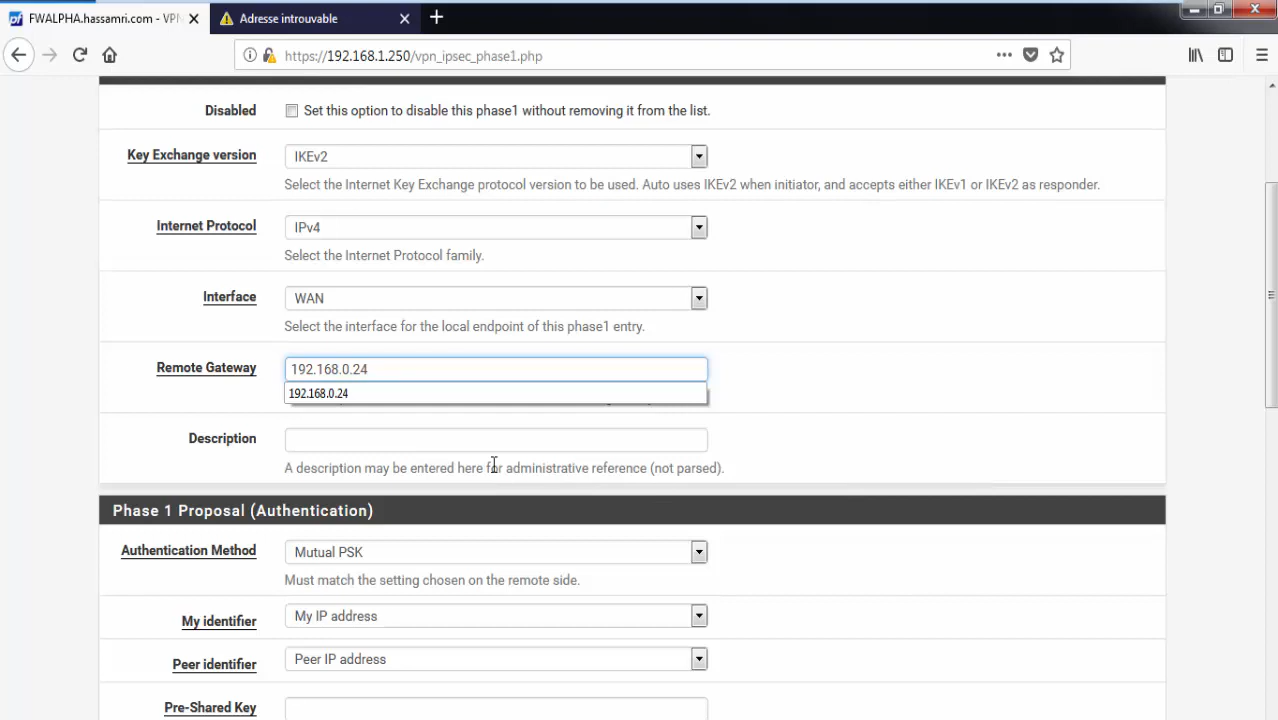 FWALPHA.hassamri.com - VPN
Adresse introuvable
https://192.168.1.250/vpn_ipsec_phase1.php
Disabled
Set this option to disable this phase1 without removing it from the list.
Key Exchange version
IKEv2
Select the Internet Key Exchange protocol version to be used. Auto uses IKEv2 when initiator, and accepts either IKEv1 or IKEv2 as responder.
Internet Protocol
IPv4
Select the Internet Protocol family.
Interface
WAN
Select the interface for the local endpoint of this phase1 entry.
Remote Gateway
192.168.0.24
192.168.0.24
Description
A description may be entered here for administrative reference (not parsed).
Phase 1 Proposal (Authentication)
Authentication Method
Mutual PSK
Must match the setting chosen on the remote side.
My identifier
My IP address
Peer identifier
Peer IP address
Pre-Shared Key